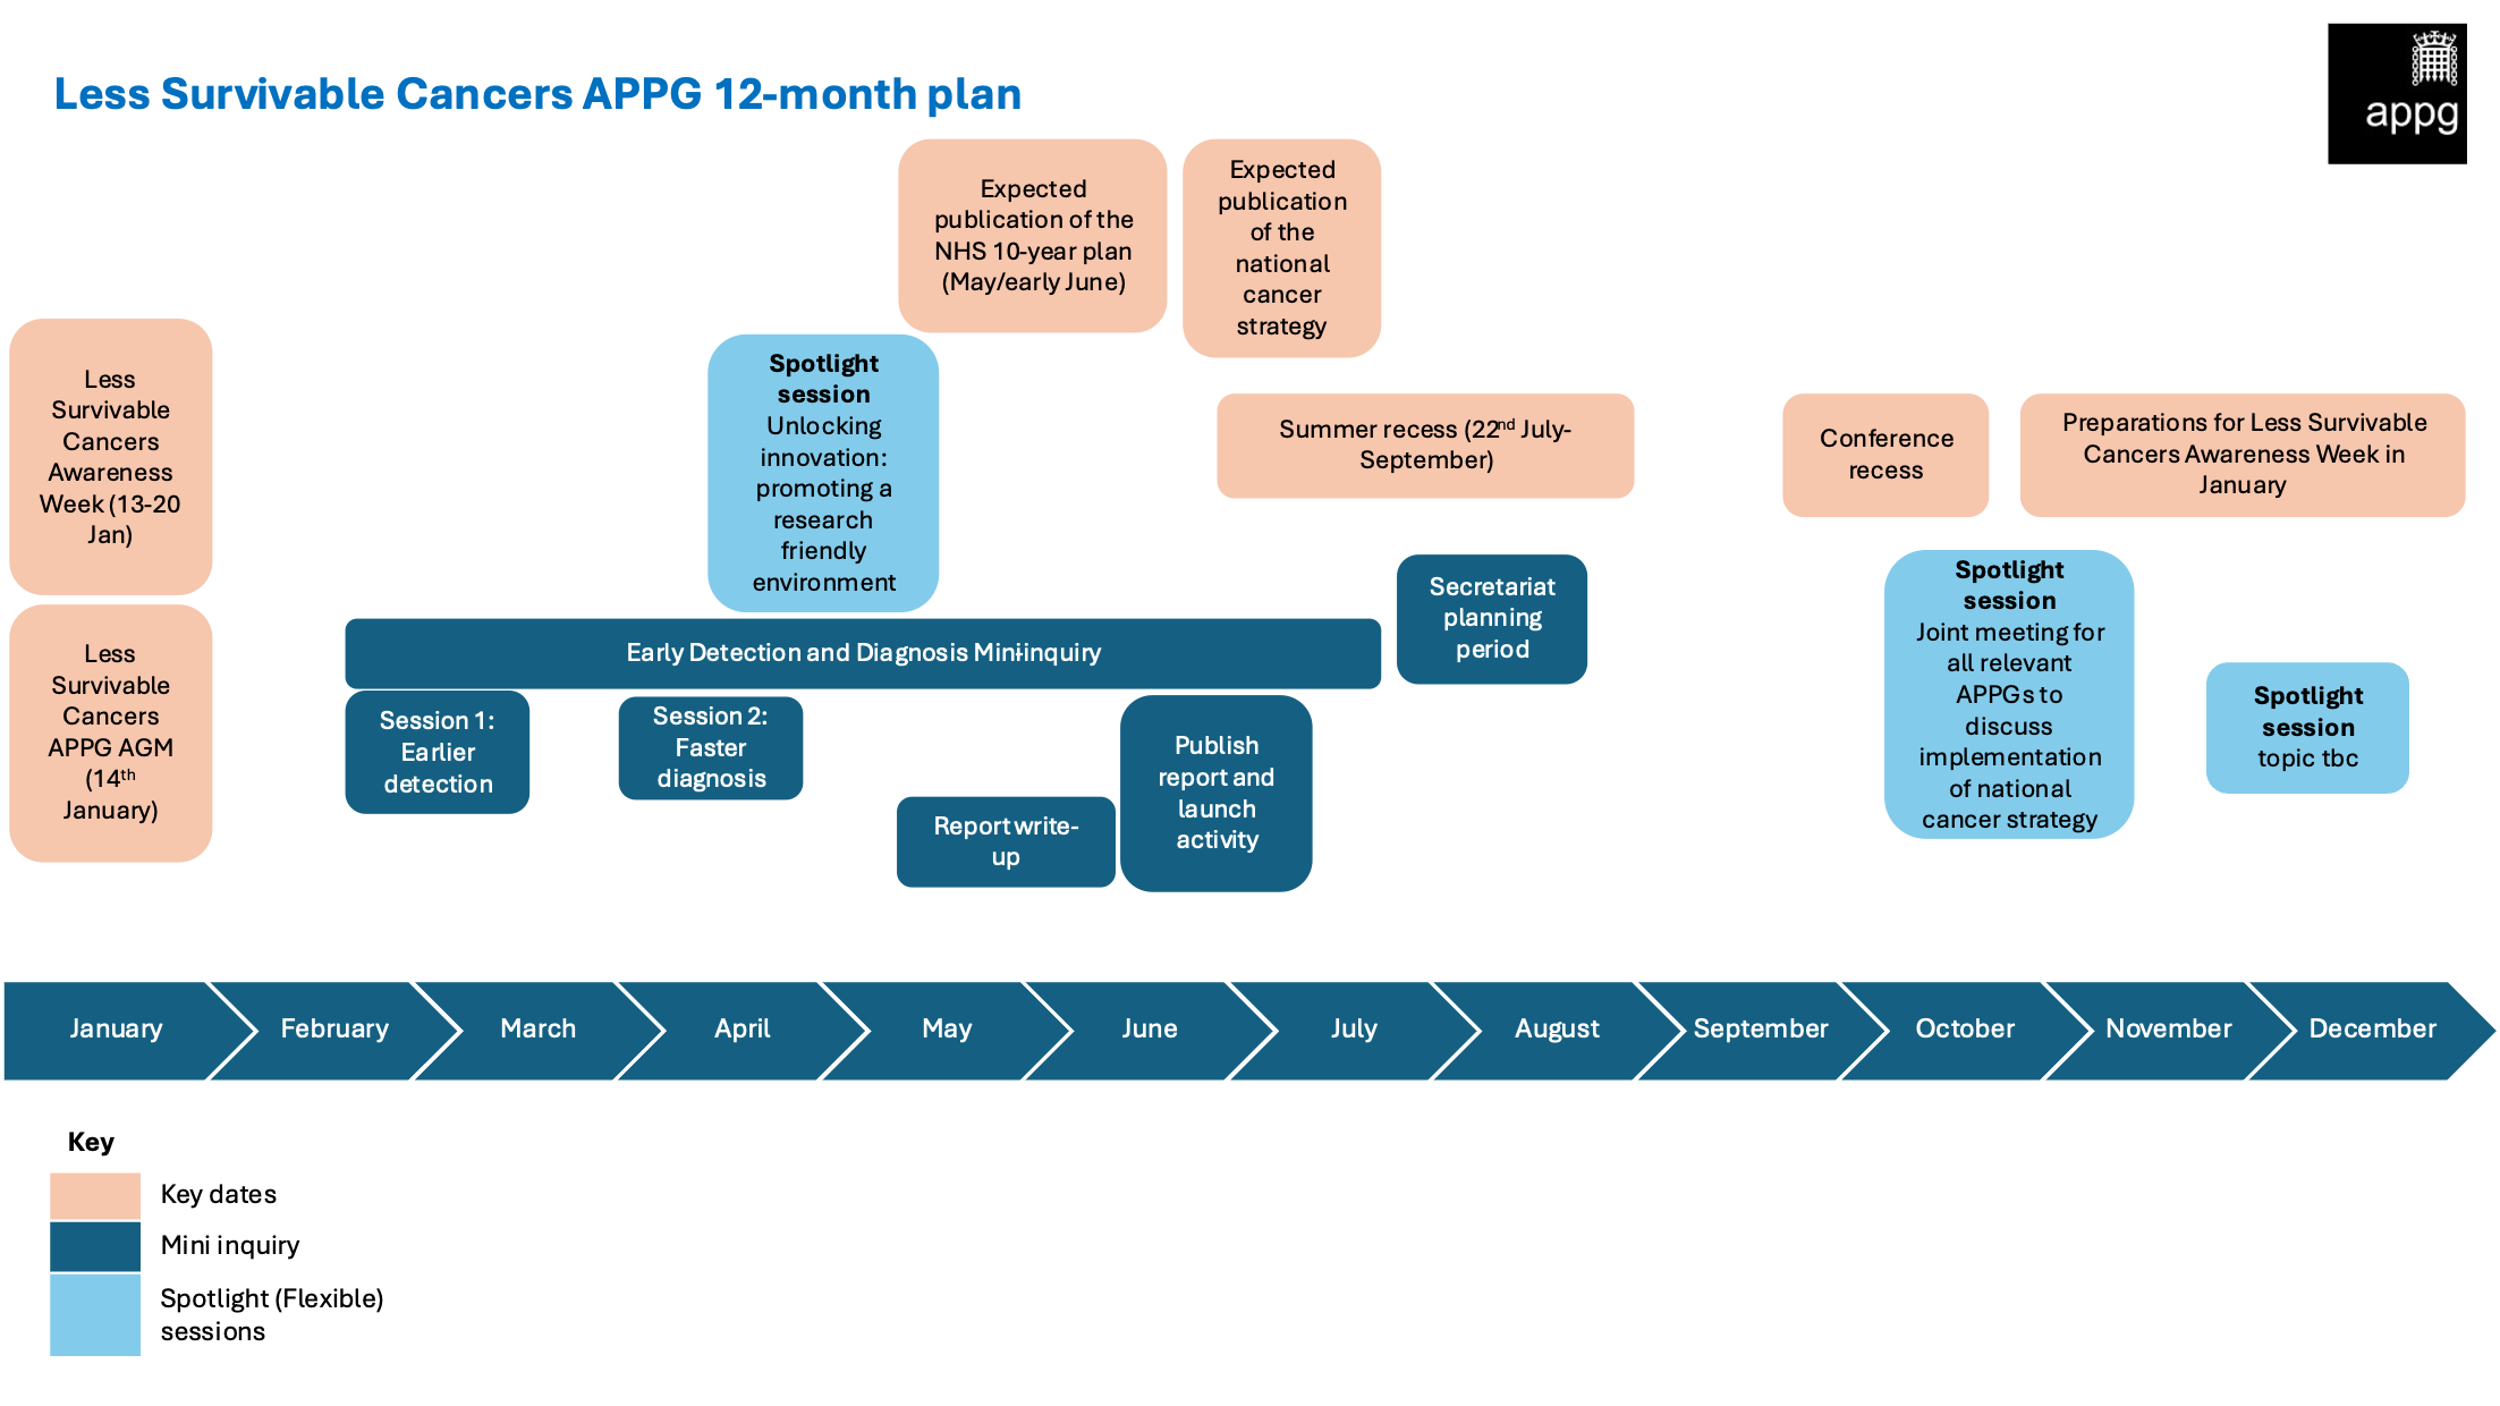 Less Survivable Cancers APPG 12-month plan
appg
Expected
publication of the
NHS 10-year plan
(May/early June)
Expected
publication
of the
national
cancer
strategy
Less
Survivable
Cancers
Awareness
Week (13-20
Jan)
Spotlight
session
Unlocking
innovation:
promoting a
research
friendly
environment
Summer recess (22nd July-
September)
Conference
recess
Preparations for Less Survivable
Cancers Awareness Week in
January
Less
Survivable
Cancers
APPG AGM
(14th
January)
Early Detection and Diagnosis Mini-inquiry
Secretariat
planning
period
Spotlight
session
Joint meeting for
all relevant
APPGs to
discuss
implementation
of national
cancer strategy
Spotlight
session
topic tbc
Session 1:
Earlier
detection
Session 2:
Faster
diagnosis
Report write-
up
Publish
report and
launch
activity
January
February
March
April
May
June
July
August
September
October
November
December
Key
Key dates
Mini inquiry
Spotlight (Flexible)
sessions